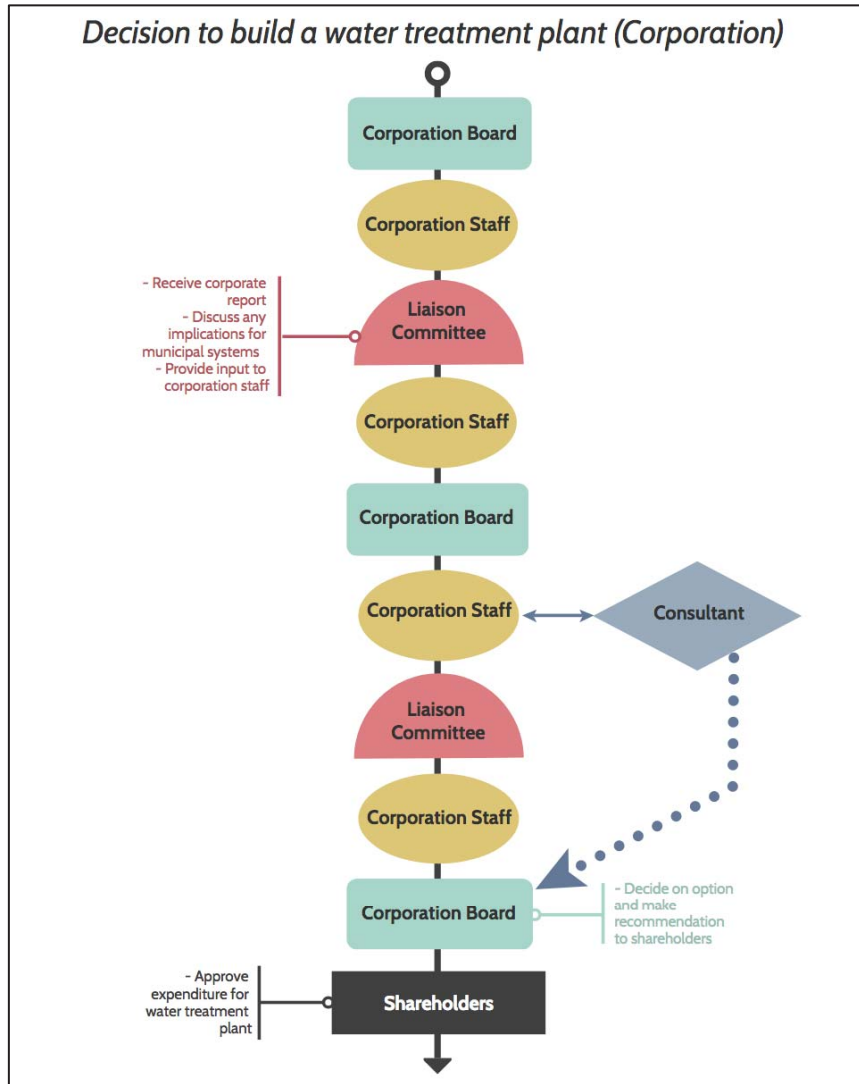 Decision to build a water treatment plant (Corporation)
Corporation Board
Corporation Staff
- Receive corporate
report
- Discuss any
implications for
municipal systems
- Provide input to
corporation staff
Liaison
Committee
Corporation Staff
Corporation Board
Corporation Staff
Consultant
Liaison
Committee
Corporation Staff
Corporation Board
- Decide on option
and make
recommendation
to shareholders
- Approve
expenditure for
water treatment
plant
Shareholders